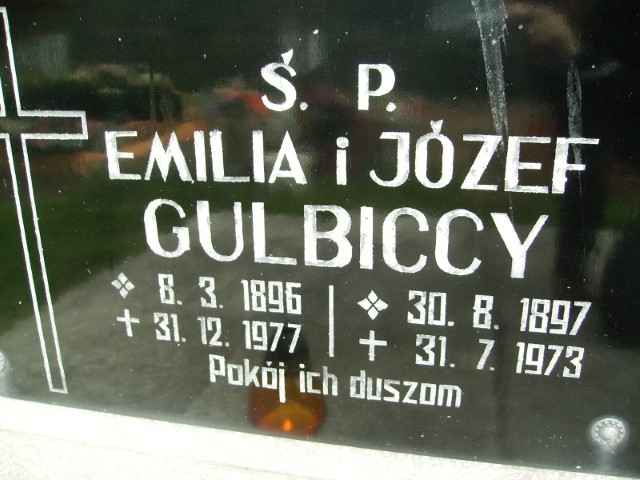 Ś. P.
EMILIA i JÓZEF
GULBICCY
8. 3. 1896 30. 8. 1897
31. 12. 1977 31. 7. 1973
Pokój ich duszom